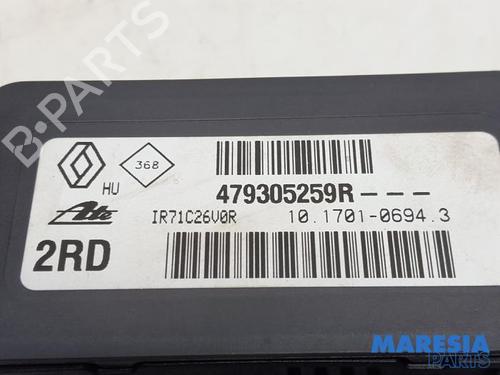 368
HU
479305259R---
Ate
IR71C26V0R
10.1701-0694.3
2RD
B-PARTS
MARESIA
PARTS